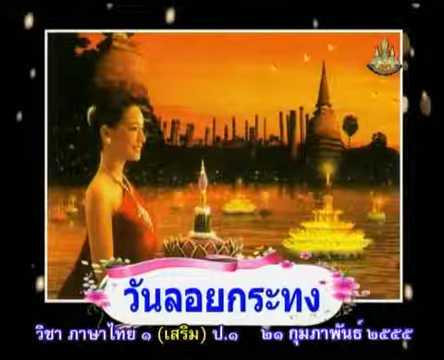 วันลอยกระทง
วิชา ภาษาไทย ๑ (เสริม) ป.๑ ๒๑ กุมภาพันธ์ ๒๕๕๕